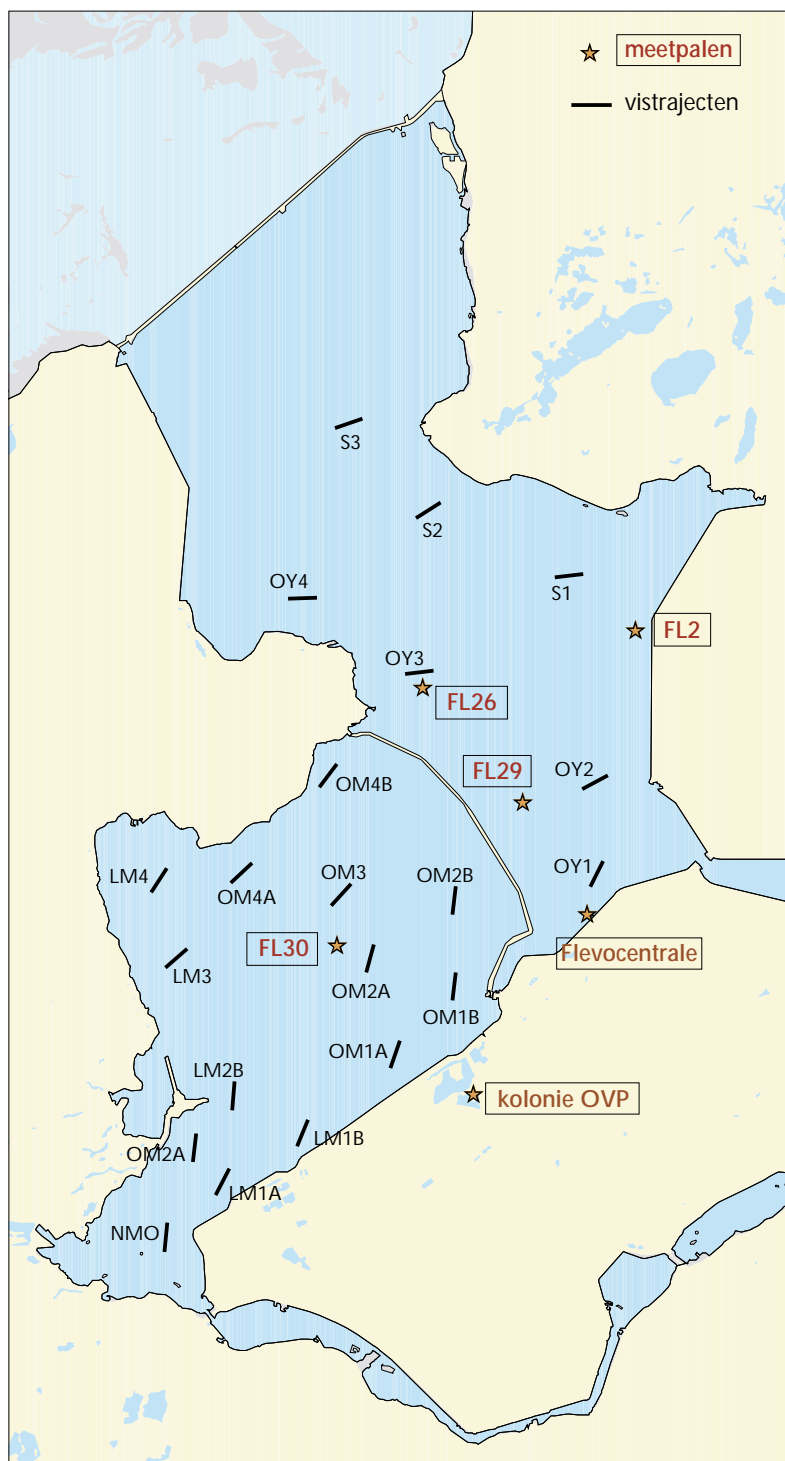 meetpalen
vistrajecten
S3
S2
OY4
S1
FL2
OY3
FL26
FL29
OY2
OM4B
OY1
LM4
OM4A
OM3
OM2B
FL30
Flevocentrale
LM3
OM2A
OM1B
OM1A
LM2B
kolonie OVP
LM1B
OM2A
LM1A
NMO